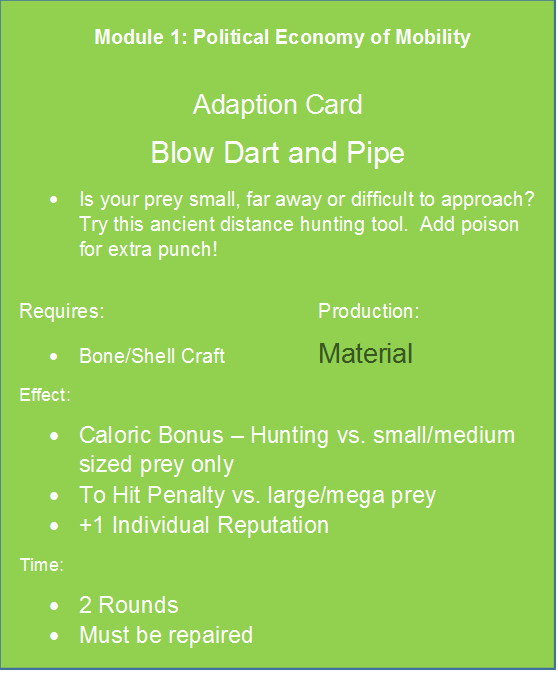 Module 1: Political Economy of Mobility
Adaption Card
Blow Dart and Pipe
• Is your prey small, far away or difficult to approach?
Try this ancient distance hunting tool.  Add poison
for extra punch!
Requires:
• Bone/Shell Craft
Production:
Material
Effect:
• Caloric Bonus – Hunting vs. small/medium
sized prey only
• To Hit Penalty vs. large/mega prey
• +1 Individual Reputation
Time:
• 2 Rounds
• Must be repaired